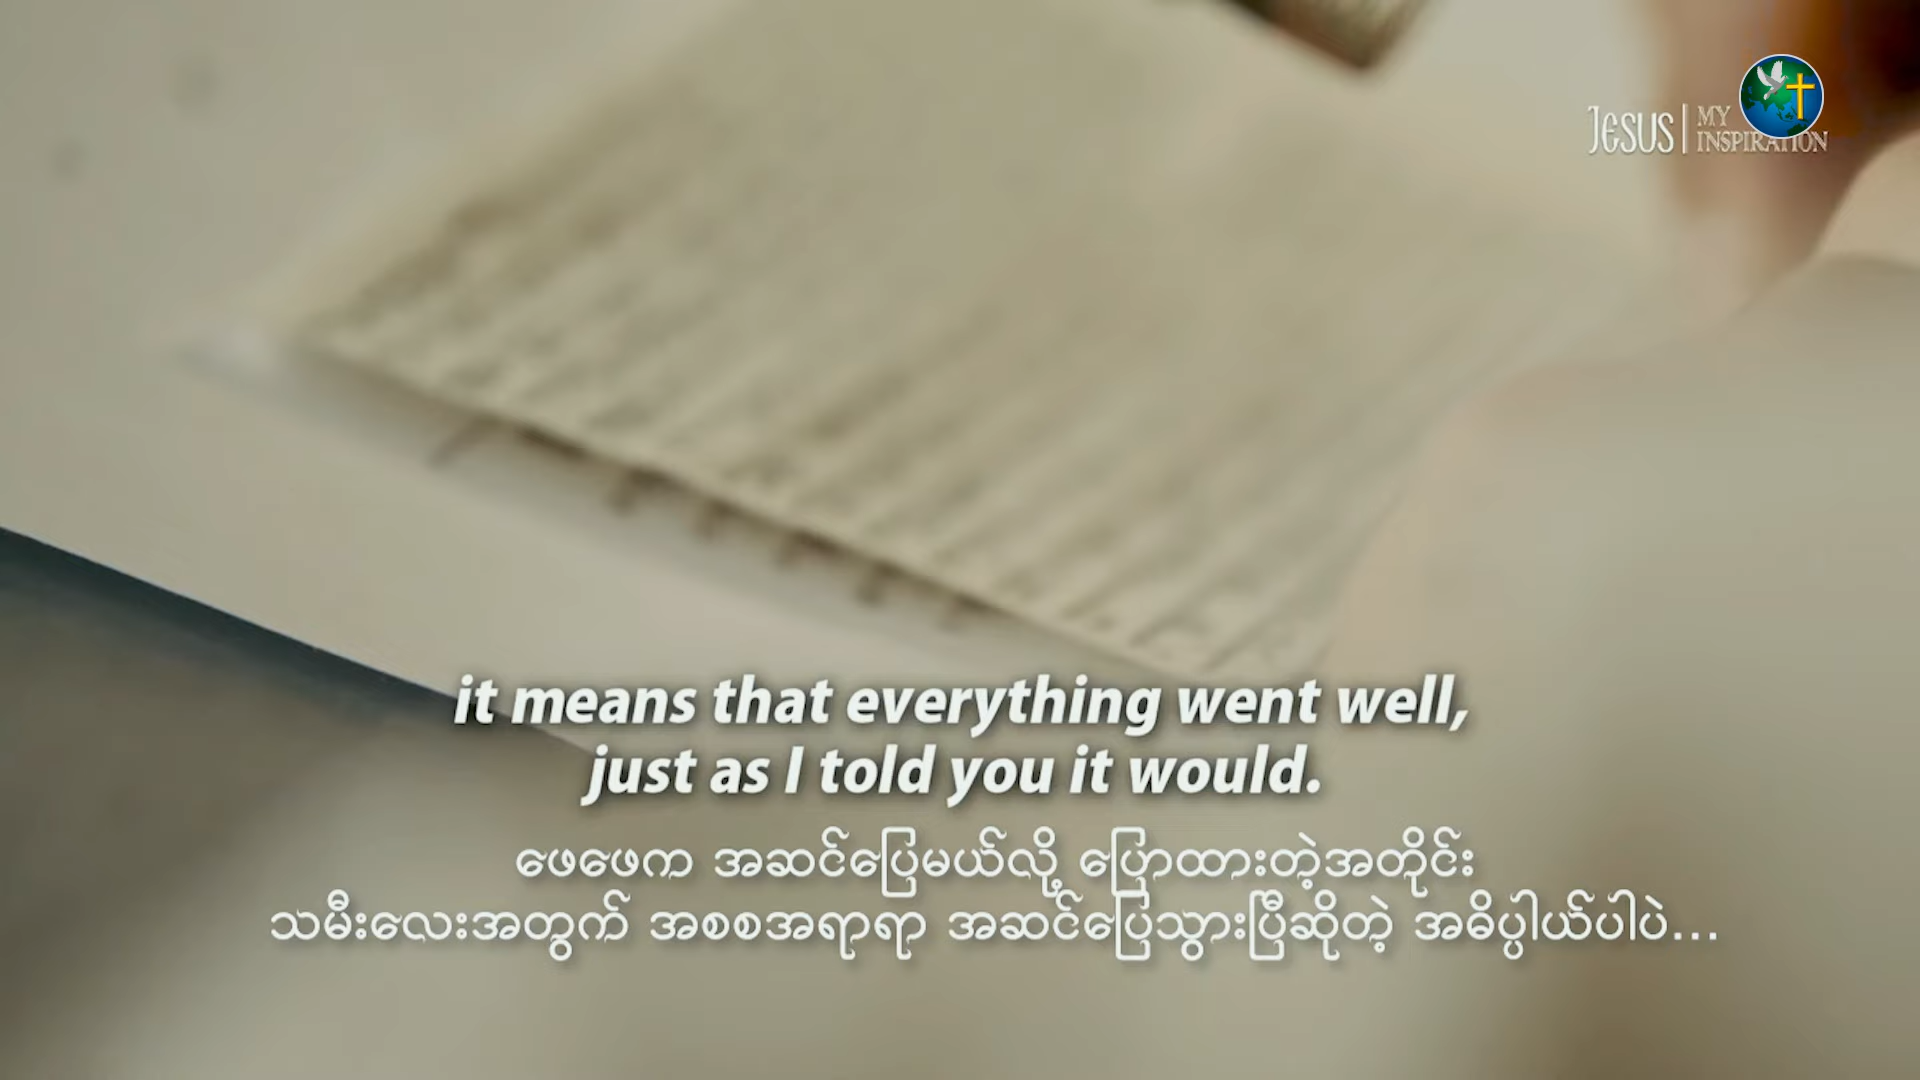 JESUS | MY INSPIRATION
it means that everything went well,
just as I told you it would.
ဖေဖေက အဆင်ပြေမယ်လို့ ပြောထားတဲ့အတိုင်း
သမီးလေးအတွက် အစစအရာရာ အဆင်ပြေသွားပြီဆိုတဲ့ အဓိပ္ပါယ်ပါပဲ...